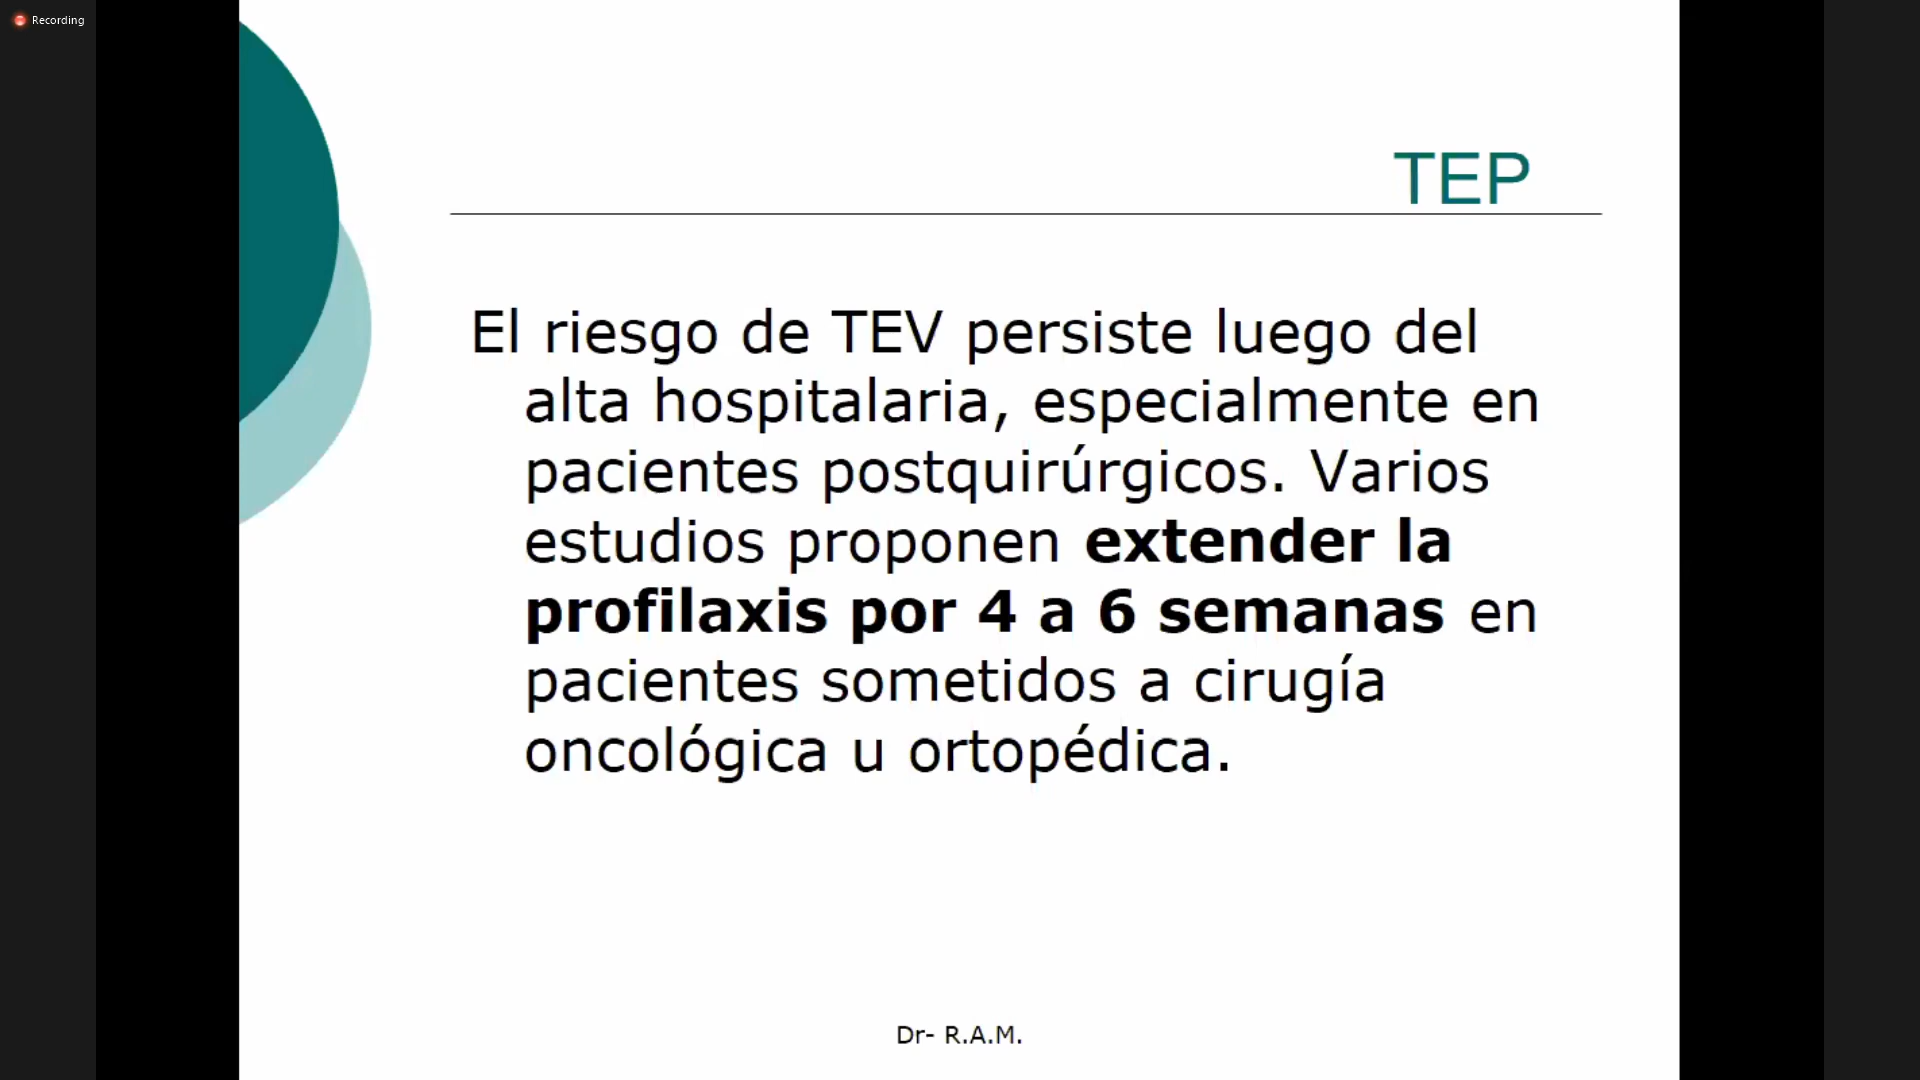 Recording
TEP
El riesgo de TEV persiste luego del
alta hospitalaria, especialmente en
pacientes postquirúrgicos. Varios
estudios proponen extender la
profilaxis por 4 a 6 semanas en
pacientes sometidos a cirugía
oncológica u ortopédica.
Dr- R.A.M.